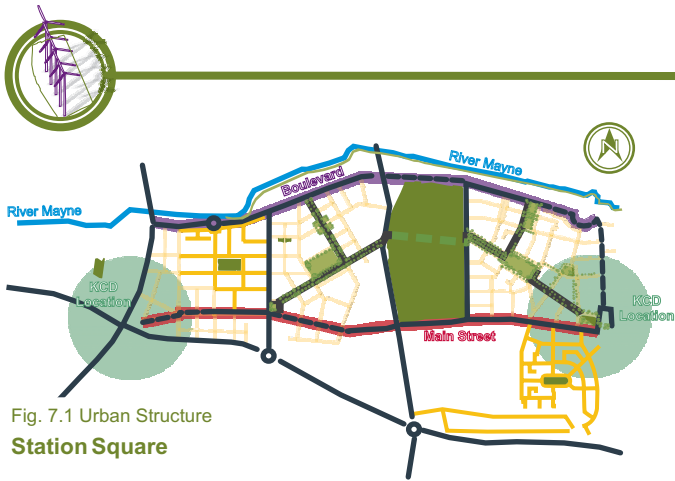 River Mayne
Boulevard
River Mayne
N
KCD
Location
KCD
Location
Main Street
Fig. 7.1 Urban Structure
Station Square